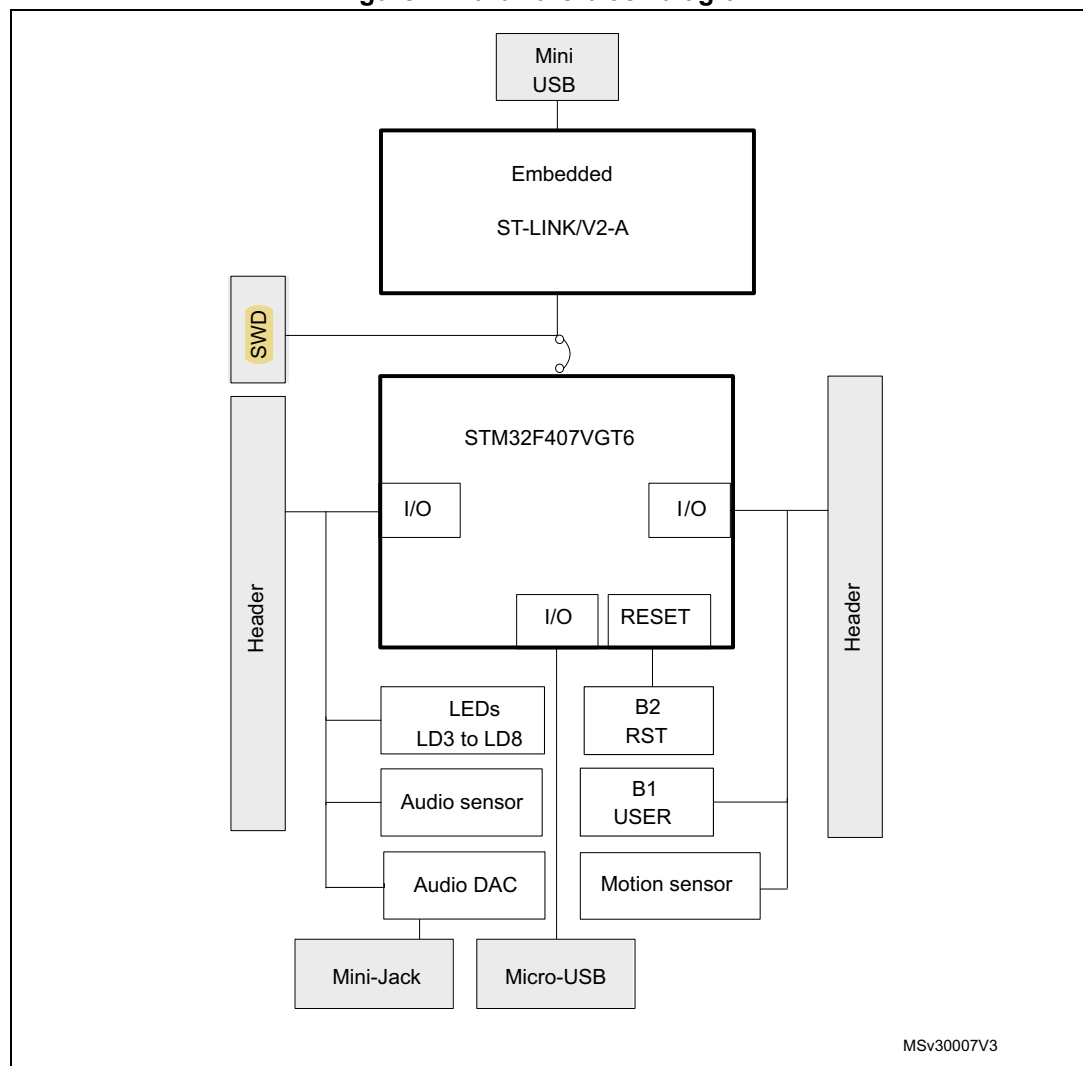 Mini
USB
Embedded
ST-LINK/V2-A
SWD
STM32F407VGT6
I/O
I/O
Header
Header
I/O
RESET
LEDs
LD3 to LD8
B2
RST
Audio sensor
B1
USER
Audio DAC
Motion sensor
Mini-Jack
Micro-USB
MSv30007V3